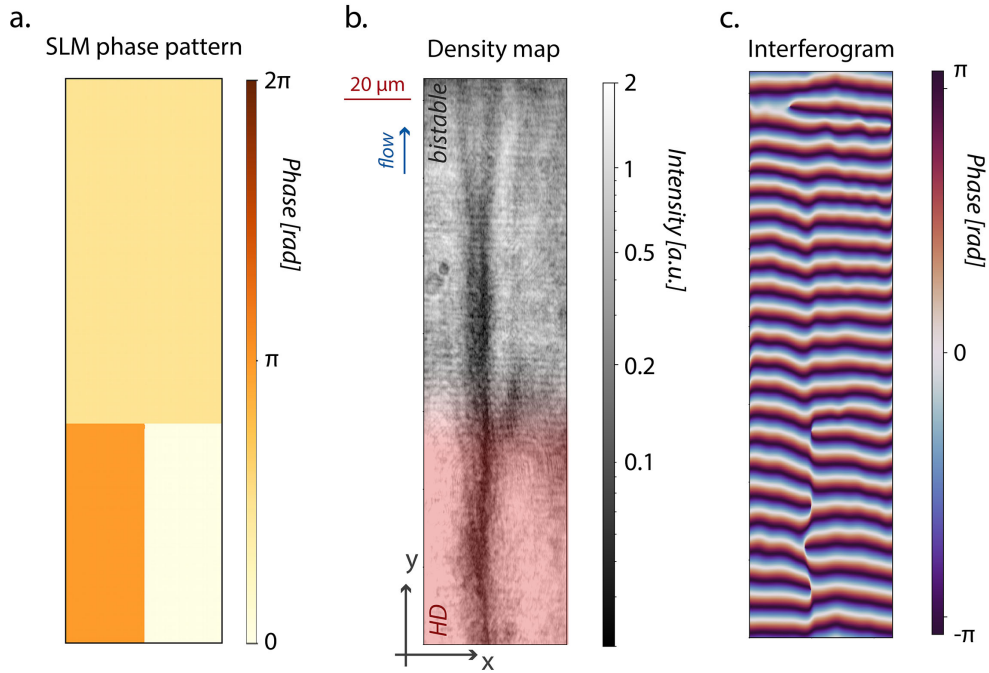 a.
SLM phase pattern
2π
π
0
Phase [rad]
b.
Density map
20 μm
flow
bistable
HD
y
x
2
1
0.5
0.2
0.1
Intensity [a.u.]
c.
Interferogram
π
0
-π
Phase [rad]